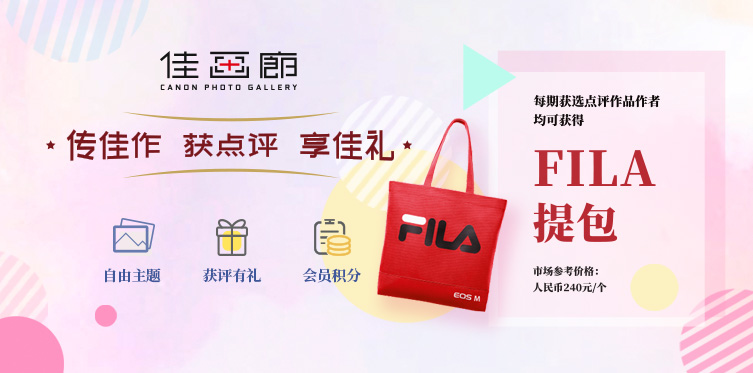 佳画廊
CANON PHOTO GALLERY
传佳作 获点评 享佳礼
自由主题
获评有礼
会员积分
FILA
EOS M
每期获选点评作品作者
均可获得
FILA
提包
市场参考价格：
人民币240元/个